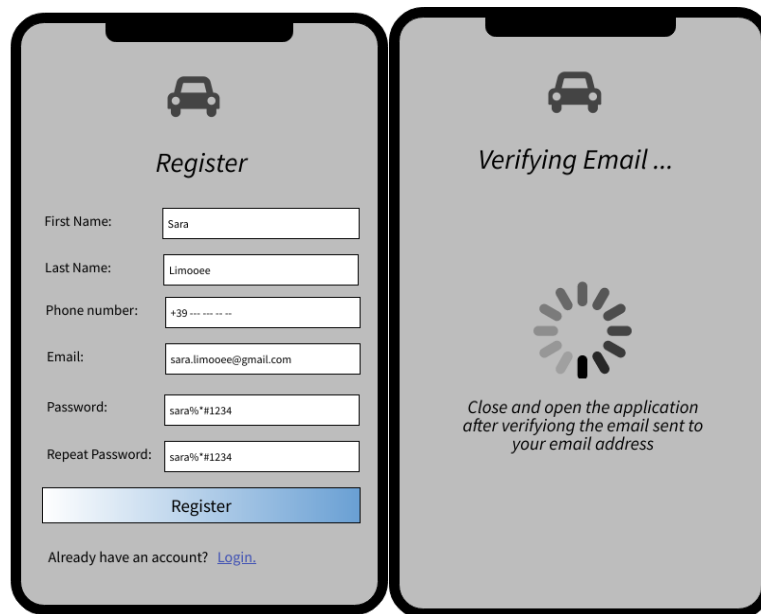 Register
First Name: Sara
Last Name: Limooee
Phone number: +39 --- --- -- --
Email: sara.limooee@gmail.com
Password: sara%*#1234
Repeat Password: sara%*#1234
Register
Already have an account? Login.
Verifying Email ...
Close and open the application
after verifyiong the email sent to
your email address